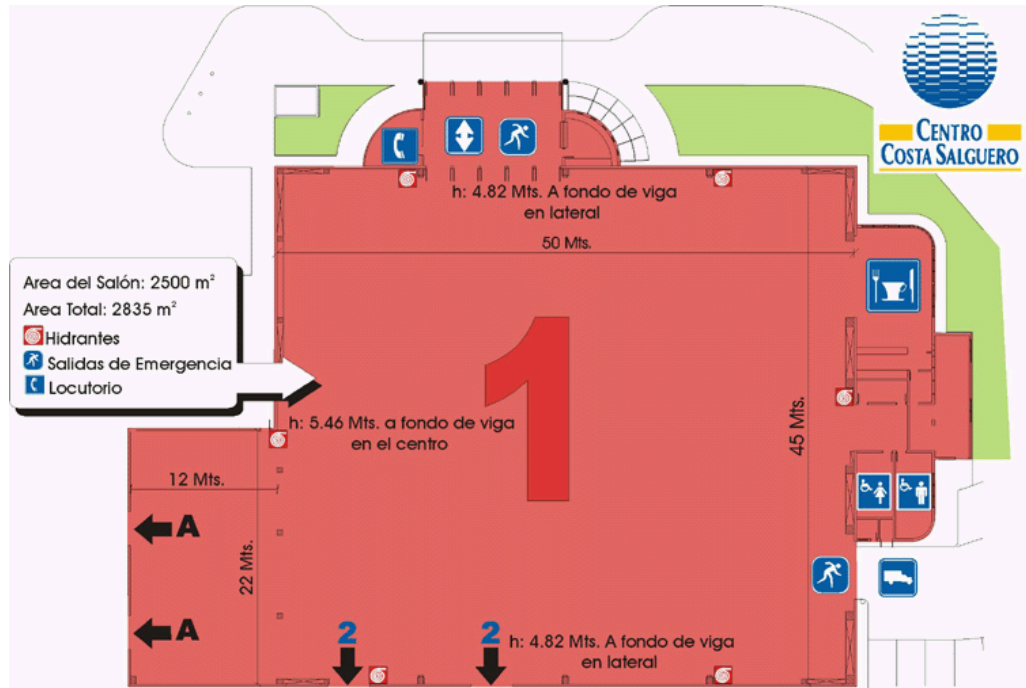 CENTRO
COSTA SALGUERO
h: 4.82 Mts. A fondo de viga
en lateral
50 Mts.
Area del Salón: 2500 m²
Area Total: 2835 m²
Hidrantes
Salidas de Emergencia
Locutorio
1
h: 5.46 Mts. a fondo de viga
en el centro
45 Mts.
12 Mts.
A
22 Mts.
A
2
2
h: 4.82 Mts. A fondo de viga
en lateral